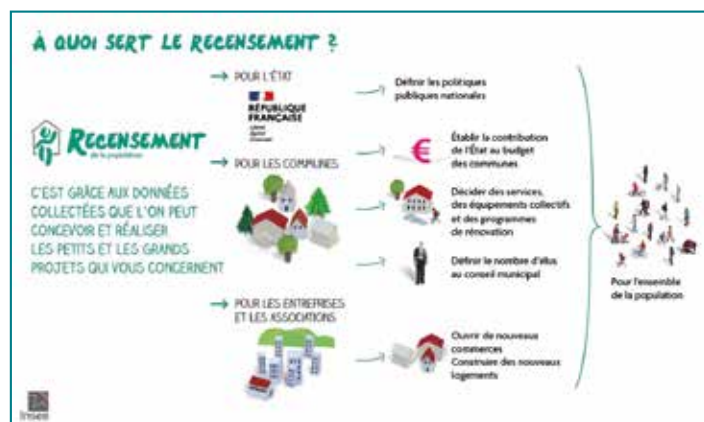 À QUOI SERT LE RECENSEMENT ?
RECENSEMENT
de la population
C'EST GRÂCE AUX DONNÉES
COLLECTÉES QUE L'ON PEUT
CONCEVOIR ET RÉALISER
LES PETITS ET LES GRANDS
PROJETS QUI VOUS CONCERNENT
POUR L'ÉTAT
RÉPUBLIQUE
FRANÇAISE
Définir les politiques
publiques nationales
POUR LES COMMUNES
€
Établir la contribution
de l'État au budget
des communes
Décider des services,
des équipements collectifs
et des programmes
de rénovation
Définir le nombre d'élus
au conseil municipal
POUR LES ENTREPRISES
ET LES ASSOCIATIONS
Ouvrir de nouveaux
commerces
Construire des nouveaux
logements
Pour l'ensemble
de la population
Insee